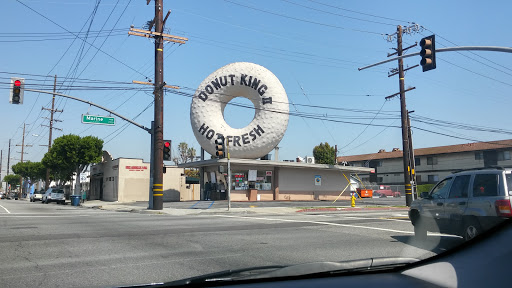 DONUT KING II
HOT FRESH
Marine